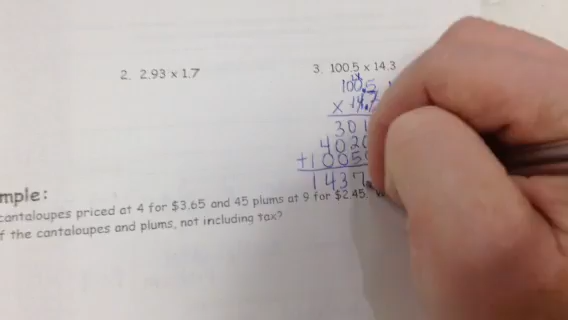 2. 2.93 x 1.7
3. 100.5 x 14.3
100.5
x 14.3
301
402
+10050
1437
mple:
cantaloupes priced at 4 for $3.65 and 45 plums at 9 for $2.45.
f the cantaloupes and plums, not including tax?